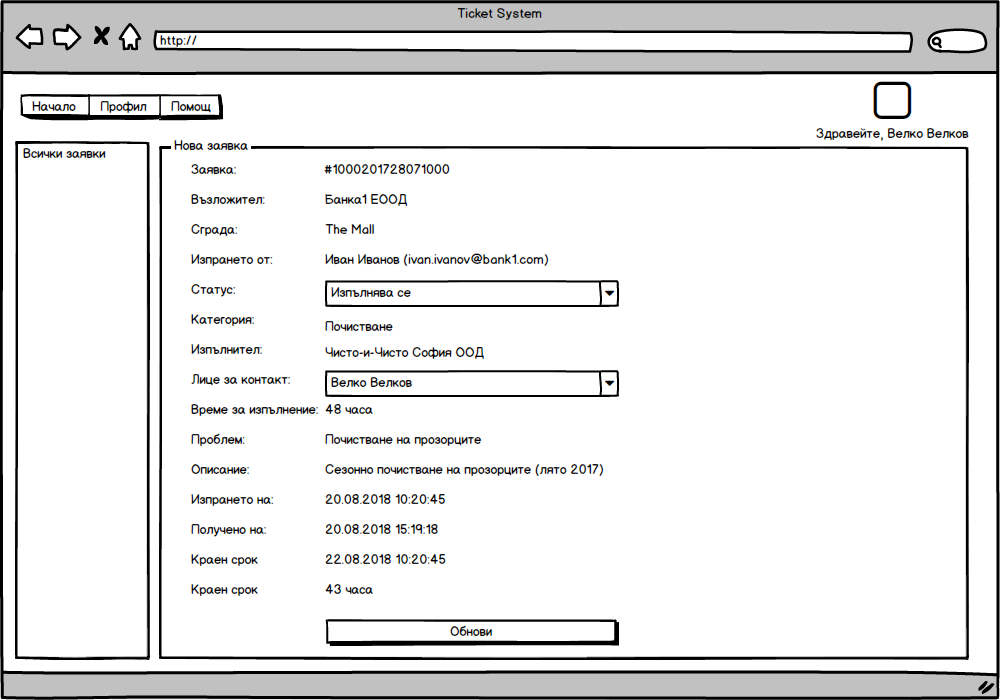 Ticket System
http://
Начало Профил Помощ
Здравейте, Велко Велков
Всички заявки
Нова заявка
Заявка: #1000201728071000
Възложител: Банка1 ЕООД
Сграда: The Mall
Изпрането от: Иван Иванов (ivan.ivanov@bank1.com)
Статус: Изпълнява се
Категория: Почистване
Изпълнител: Чисто-и-Чисто София ООД
Лице за контакт: Велко Велков
Време за изпълнение: 48 часа
Проблем: Почистване на прозорците
Описание: Сезонно почистване на прозорците (лято 2017)
Изпрането на: 20.08.2018 10:20:45
Получено на: 20.08.2018 15:19:18
Краен срок 22.08.2018 10:20:45
Краен срок 43 часа
Обнови